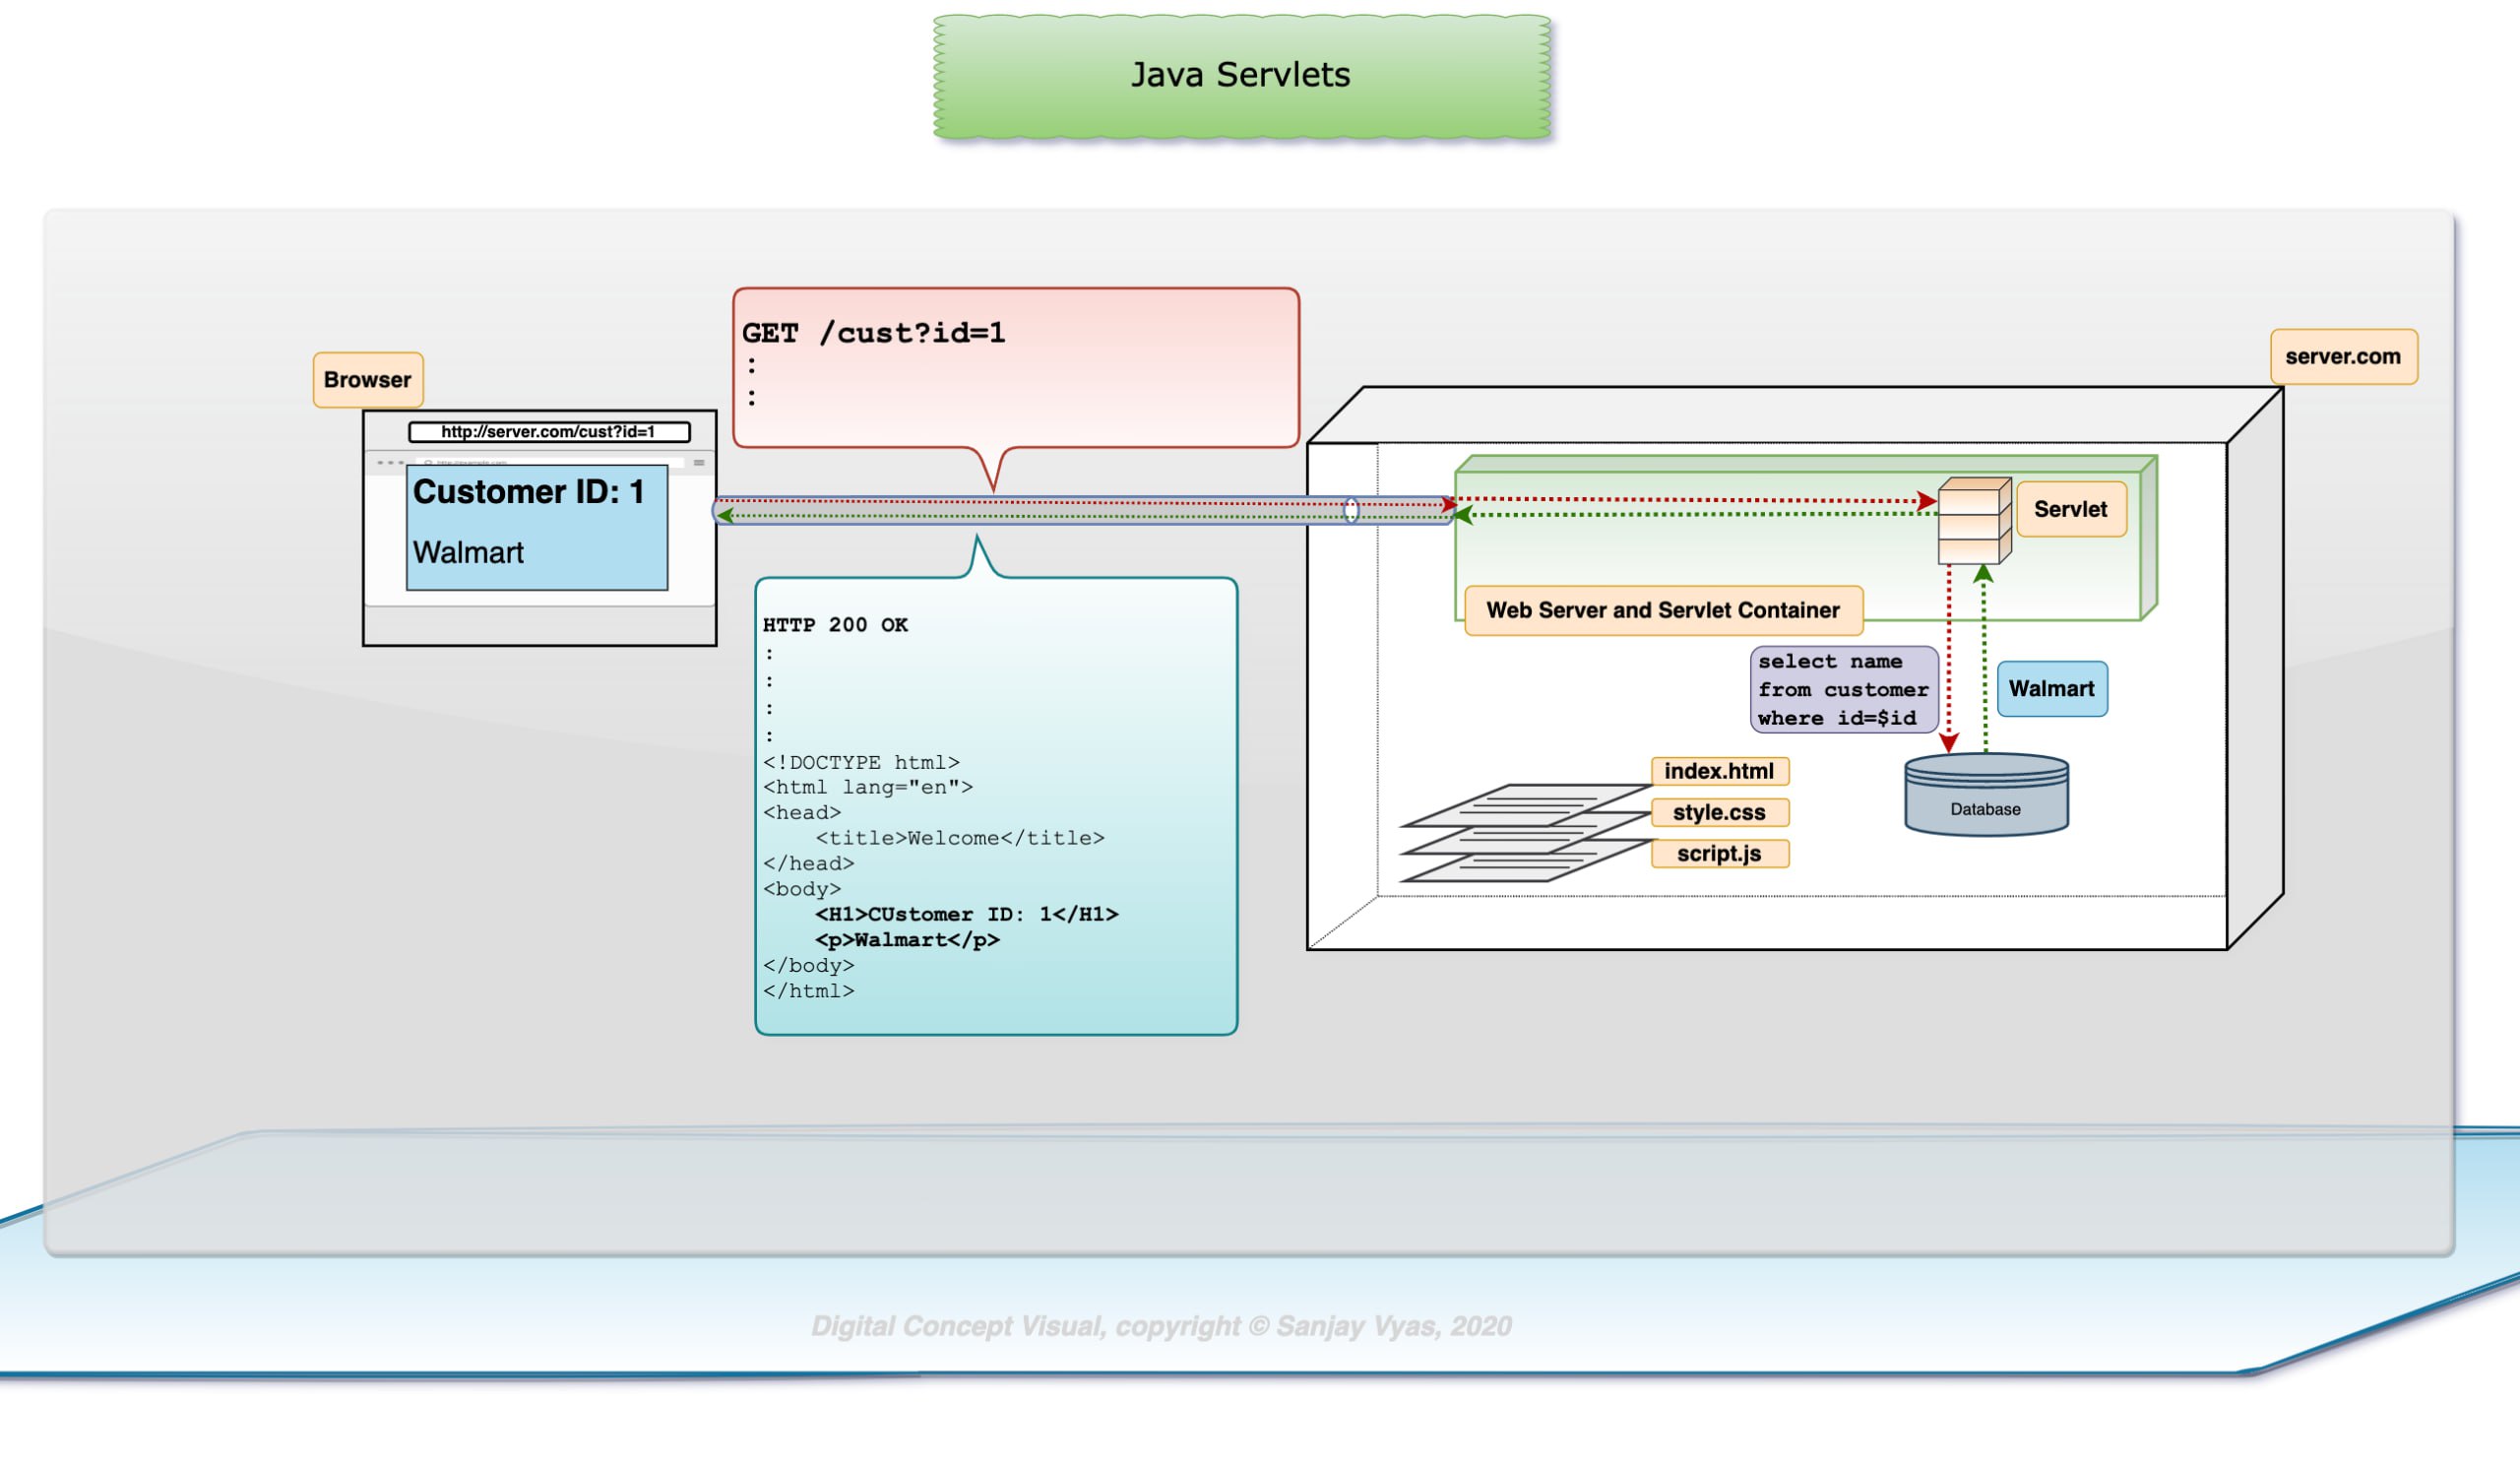 Java Servlets
GET /cust?id=1
:
:
Browser
server.com
http://server.com/cust?id=1
Customer ID: 1
Walmart
Servlet
Web Server and Servlet Container
HTTP 200 OK
:
:
:
:
<!DOCTYPE html>
<html lang="en">
<head>
    <title>Welcome</title>
</head>
<body>
    <H1>CUstomer ID: 1</H1>
    <p>Walmart</p>
</body>
</html>
select name
from customer
where id=$id
Walmart
index.html
style.css
script.js
Database
Digital Concept Visual, copyright © Sanjay Vyas, 2020